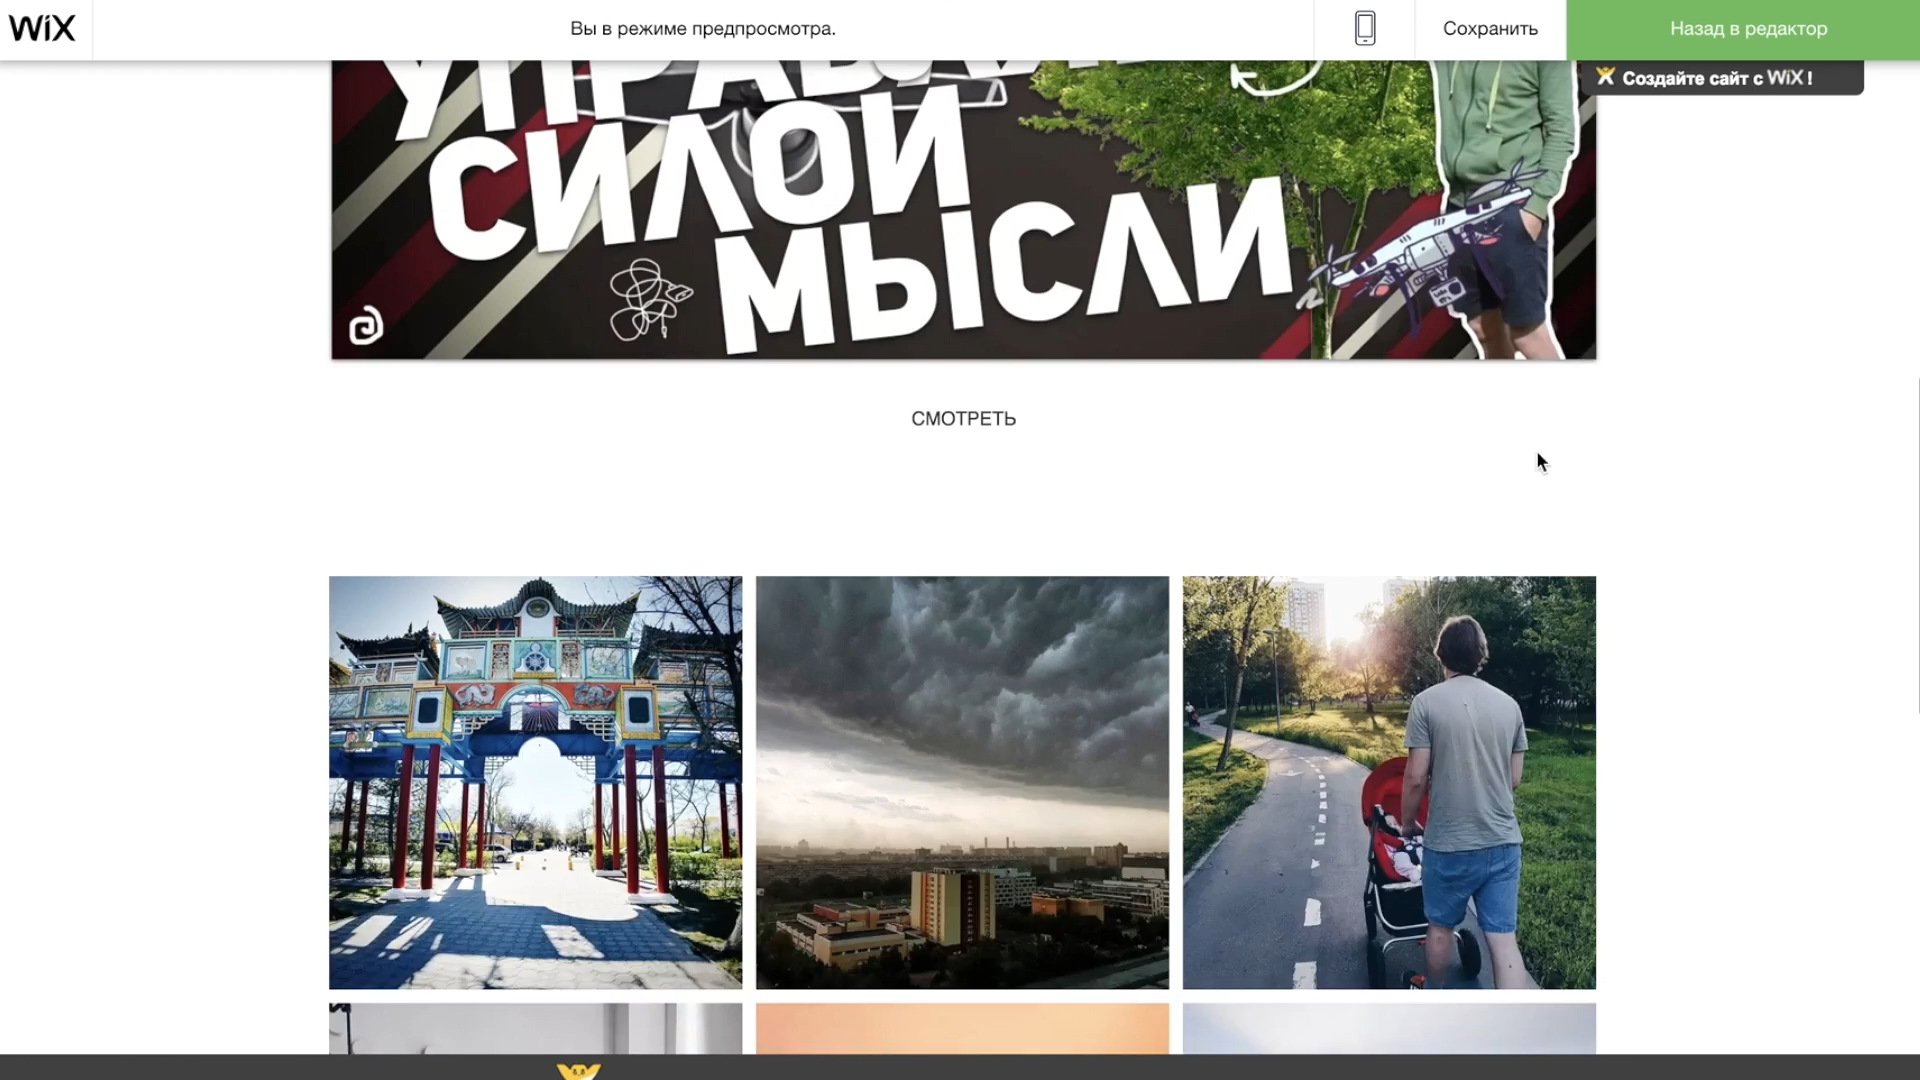 WiX
Вы в режиме предпросмотра.
Сохранить
Назад в редактор
Создайте сайт с WiX !
СИЛОЙ
МЫСЛИ
СМОТРЕТЬ